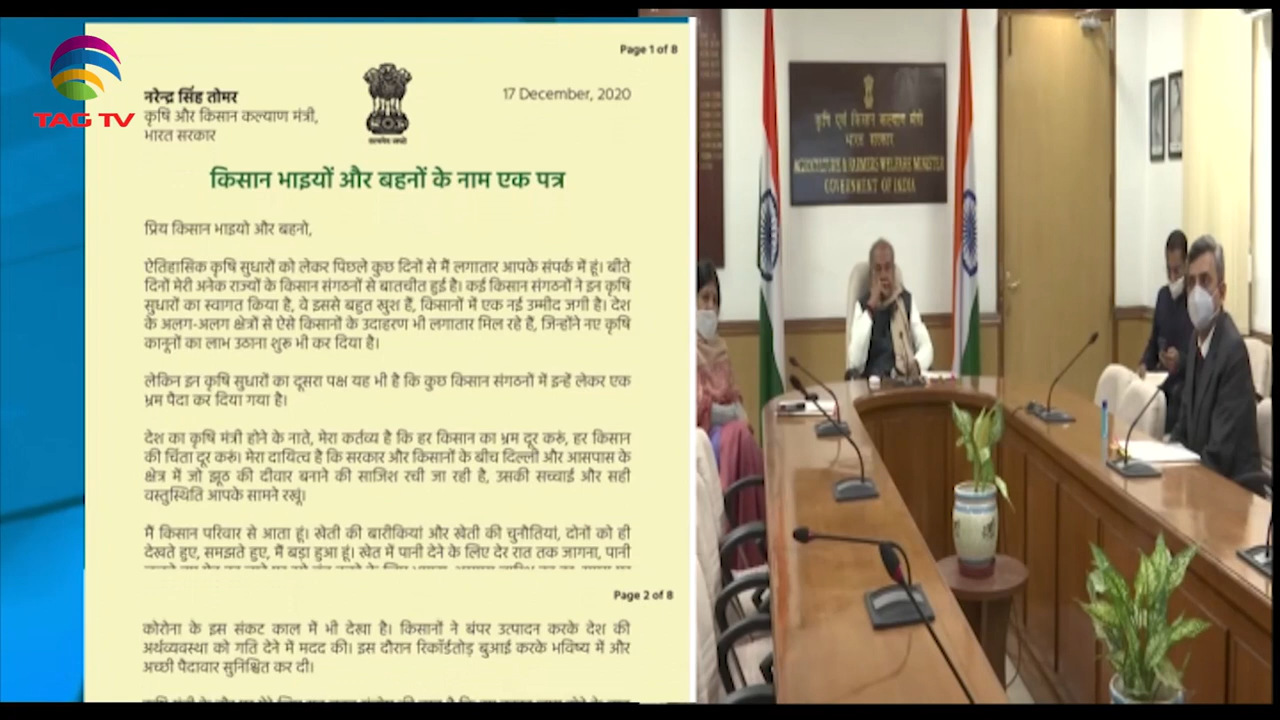 TAG TV
Page 1 of 8
नरेन्द्र सिंह तोमर
कृषि और किसान कल्याण मंत्री,
भारत सरकार
17 December, 2020
किसान भाइयों और बहनों के नाम एक पत्र
प्रिय किसान भाइयो और बहनो,
ऐतिहासिक कृषि सुधारों को लेकर पिछले कुछ दिनों से मैं लगातार आपके संपर्क में हूं। बीते
दिनों मेरी अनेक राज्यों के किसान संगठनों से बातचीत हुई है। कई किसान संगठनों ने इन कृषि
सुधारों का स्वागत किया है, वे इससे बहुत खुश हैं, किसानों में एक नई उम्मीद जगी है। देश
के अलग-अलग क्षेत्रों से ऐसे किसानों के उदाहरण भी लगातार मिल रहे हैं, जिन्होंने नए कृषि
कानूनों का लाभ उठाना शुरू भी कर दिया है।
लेकिन इन कृषि सुधारों का दूसरा पक्ष यह भी है कि कुछ किसान संगठनों में इन्हें लेकर एक
भ्रम पैदा कर दिया गया है।
देश का कृषि मंत्री होने के नाते, मेरा कर्तव्य है कि हर किसान का भ्रम दूर करूं, हर किसान
की चिंता दूर करूं। मेरा दायित्व है कि सरकार और किसानों के बीच दिल्ली और आसपास के
क्षेत्र में जो झूठ की दीवार बनाने की साजिश रची जा रही है, उसकी सच्चाई और सही
वस्तुस्थिति आपके सामने रखूं।
मैं किसान परिवार से आता हूं। खेती की बारीकियां और खेती की चुनौतियां, दोनों को ही
देखते हुए, समझते हुए, मैं बड़ा हुआ हूं। खेत में पानी देने के लिए देर रात तक जागना, पानी
Page 2 of 8
कोरोना के इस संकट काल में भी देखा है। किसानों ने बंपर उत्पादन करके देश की
अर्थव्यवस्था को गति देने में मदद की। इस दौरान रिकॉर्डतोड़ बुआई करके भविष्य में और
अच्छी पैदावार सुनिश्चित कर दी।
कृषि एवं किसान कल्याण मंत्री
भारत सरकार
AGRICULTURE & FARMERS WELFARE MINISTER
GOVERNMENT OF INDIA